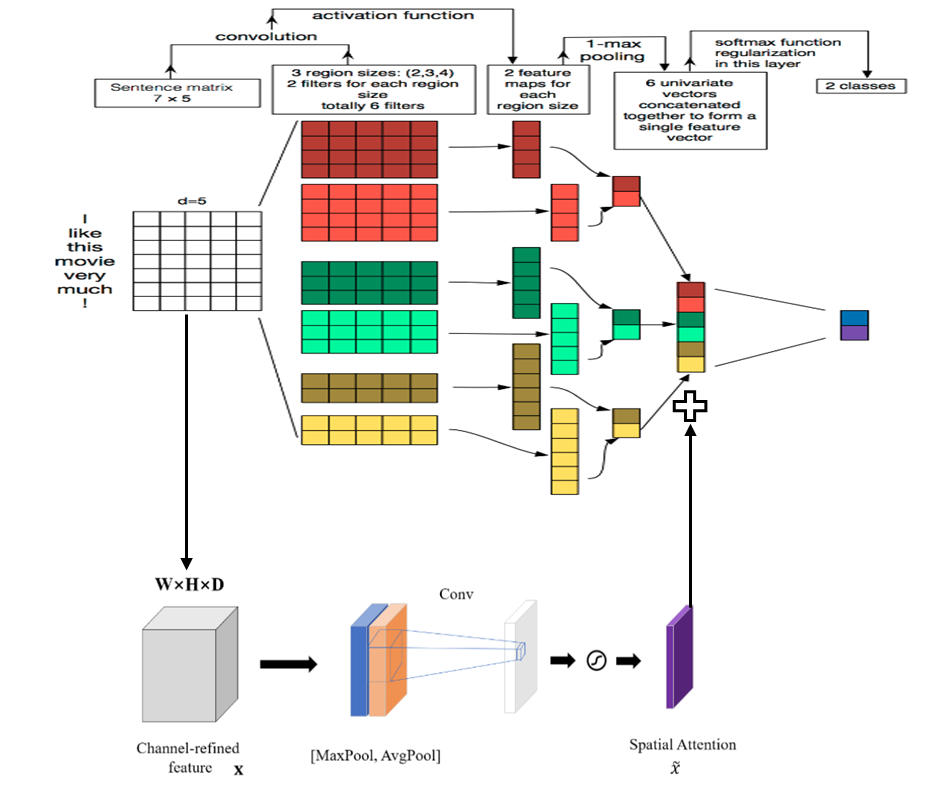 activation function
convolution
1-max
pooling
softmax function
regularization
in this layer
Sentence matrix
7 × 5
3 region sizes: (2,3,4)
2 filters for each region
size
totally 6 filters
2 feature
maps for
each
region size
6 univariate
vectors
concatenated
together to form a
single feature
vector
2 classes
d=5
I
like
this
movie
very
much
!
W×H×D
Conv
Channel-refined
feature x
[MaxPool, AvgPool]
Spatial Attention
x̃